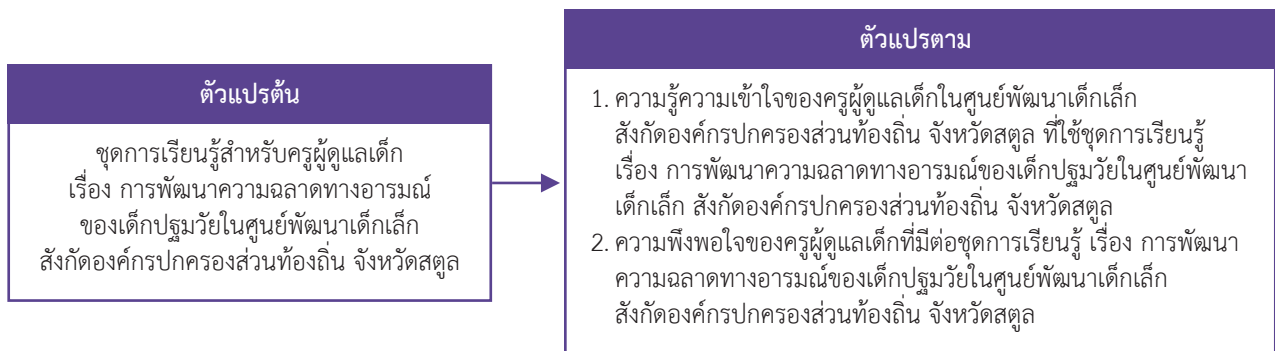 ตัวแปรต้น
ชุดการเรียนรู้สำหรับครูผู้ดูแลเด็ก
เรื่อง การพัฒนาความฉลาดทางอารมณ์
ของเด็กปฐมวัยในศูนย์พัฒนาเด็กเล็ก
สังกัดองค์กรปกครองส่วนท้องถิ่น จังหวัดสตูล
ตัวแปรตาม
1. ความรู้ความเข้าใจของครูผู้ดูแลเด็กในศูนย์พัฒนาเด็กเล็ก
สังกัดองค์กรปกครองส่วนท้องถิ่น จังหวัดสตูล ที่ใช้ชุดการเรียนรู้
เรื่อง การพัฒนาความฉลาดทางอารมณ์ของเด็กปฐมวัยในศูนย์พัฒนา
เด็กเล็ก สังกัดองค์กรปกครองส่วนท้องถิ่น จังหวัดสตูล
2. ความพึงพอใจของครูผู้ดูแลเด็กที่มีต่อชุดการเรียนรู้ เรื่อง การพัฒนา
ความฉลาดทางอารมณ์ของเด็กปฐมวัยในศูนย์พัฒนาเด็กเล็ก
สังกัดองค์กรปกครองส่วนท้องถิ่น จังหวัดสตูล